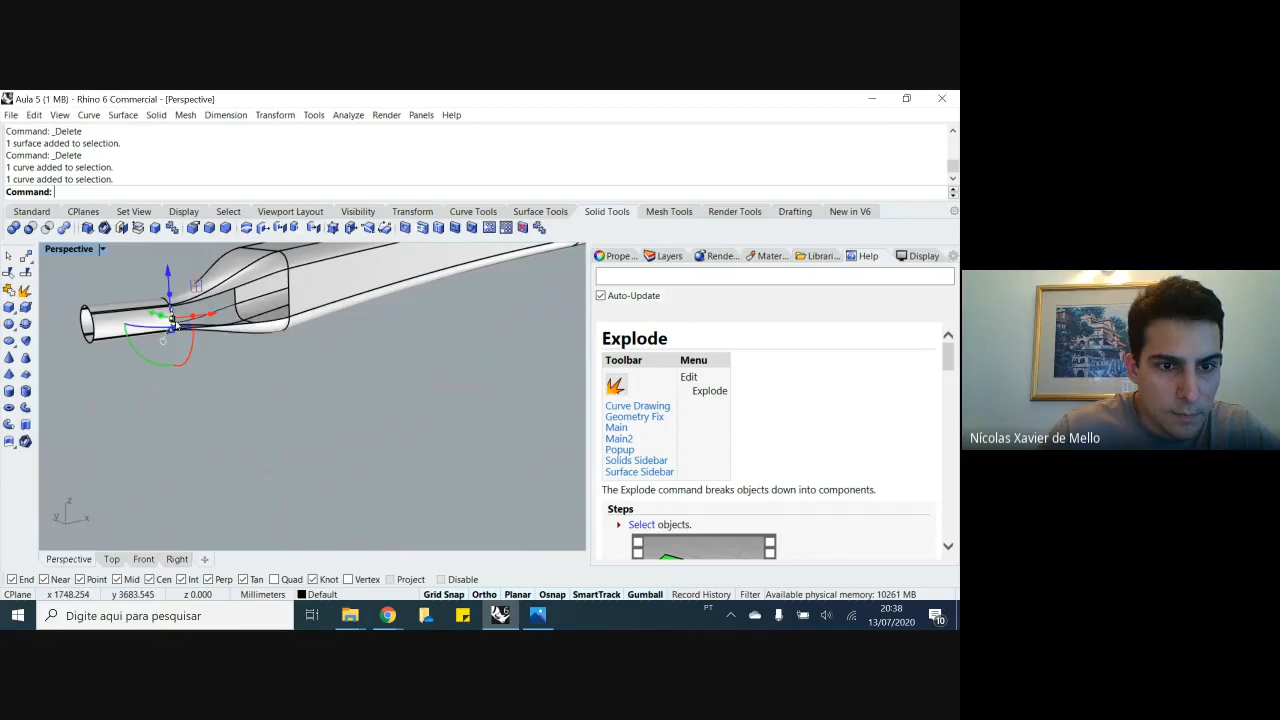 Aula 5 (1 MB) - Rhino 6 Commercial - [Perspective]
File Edit View Curve Surface Solid Mesh Dimension Transform Tools Analyze Render Panels Help
Command: _Delete
1 surface added to selection.
Command: _Delete
1 curve added to selection.
1 curve added to selection.
Command:
Standard CPlanes Set View Display Select Viewport Layout Visibility Transform Curve Tools Surface Tools Solid Tools Mesh Tools Render Tools Drafting New in V6
Perspective
Prope... Layers Rende... Mater... Librari... Help Display
Auto-Update
Explode
Toolbar Menu
Edit
Explode
Curve Drawing
Geometry Fix
Main
Main2
Popup
Solids Sidebar
Surface Sidebar
The Explode command breaks objects down into components.
Steps
Select objects.
z
y x
Perspective Top Front Right
End Near Point Mid Cen Int Perp Tan Quad Knot Vertex Project Disable
CPlane x 1748.254 y 3683.545 z 0.000 Millimeters Default Grid Snap Ortho Planar Osnap SmartTrack Gumball Record History Filter Available physical memory: 10261 MB
Digite aqui para pesquisar
PT
20:38
13/07/2020
10
Nícolas Xavier de Mello